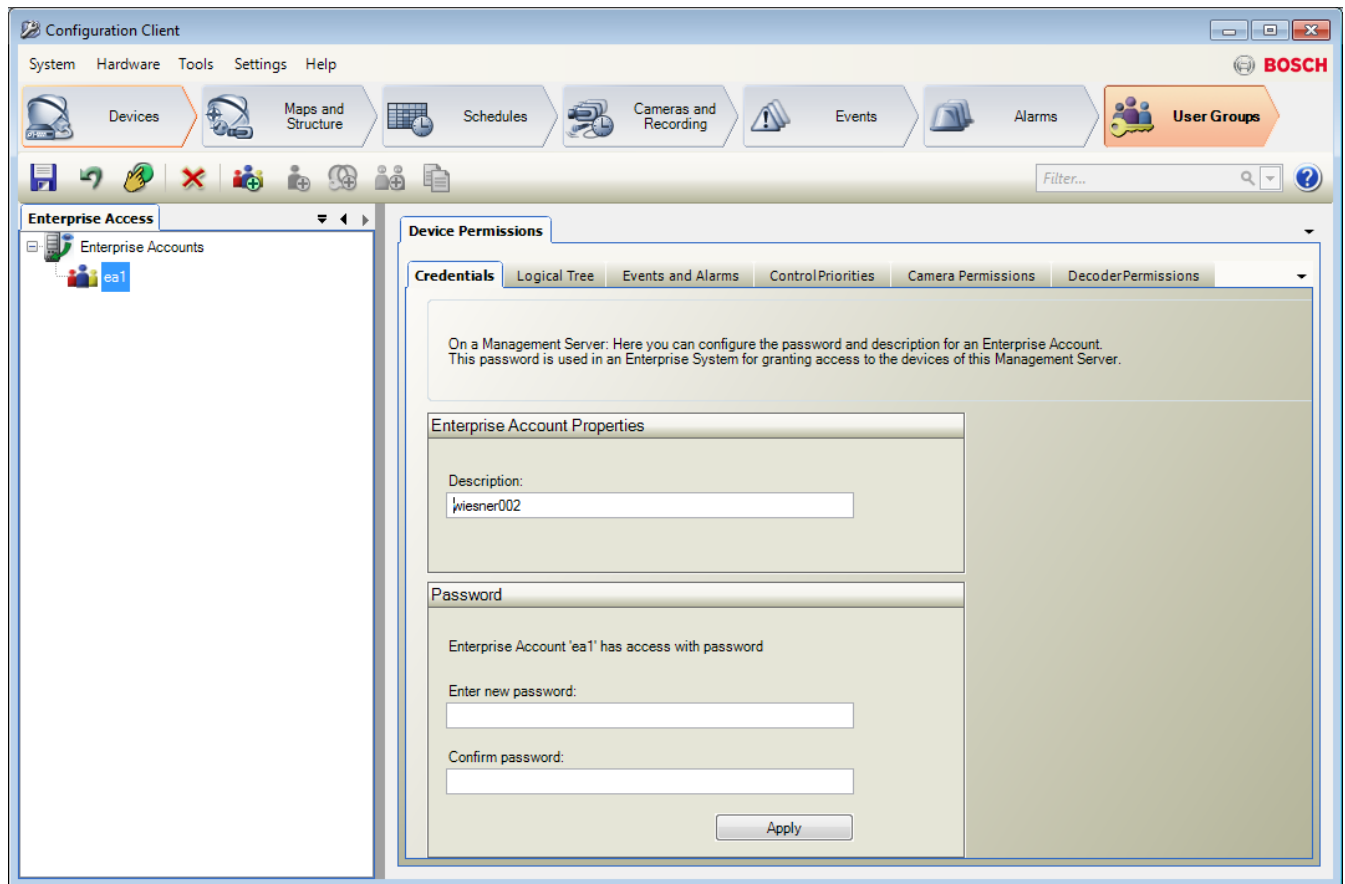 Configuration Client
System Hardware Tools Settings Help
BOSCH
Devices
Maps and
Structure
Schedules
Cameras and
Recording
Events
Alarms
User Groups
Filter...
Enterprise Access
Enterprise Accounts
ea1
Device Permissions
Credentials Logical Tree Events and Alarms ControlPriorities Camera Permissions DecoderPermissions
On a Management Server: Here you can configure the password and description for an Enterprise Account.
This password is used in an Enterprise System for granting access to the devices of this Management Server.
Enterprise Account Properties
Description:
wiesner002
Password
Enterprise Account 'ea1' has access with password
Enter new password:
Confirm password:
Apply